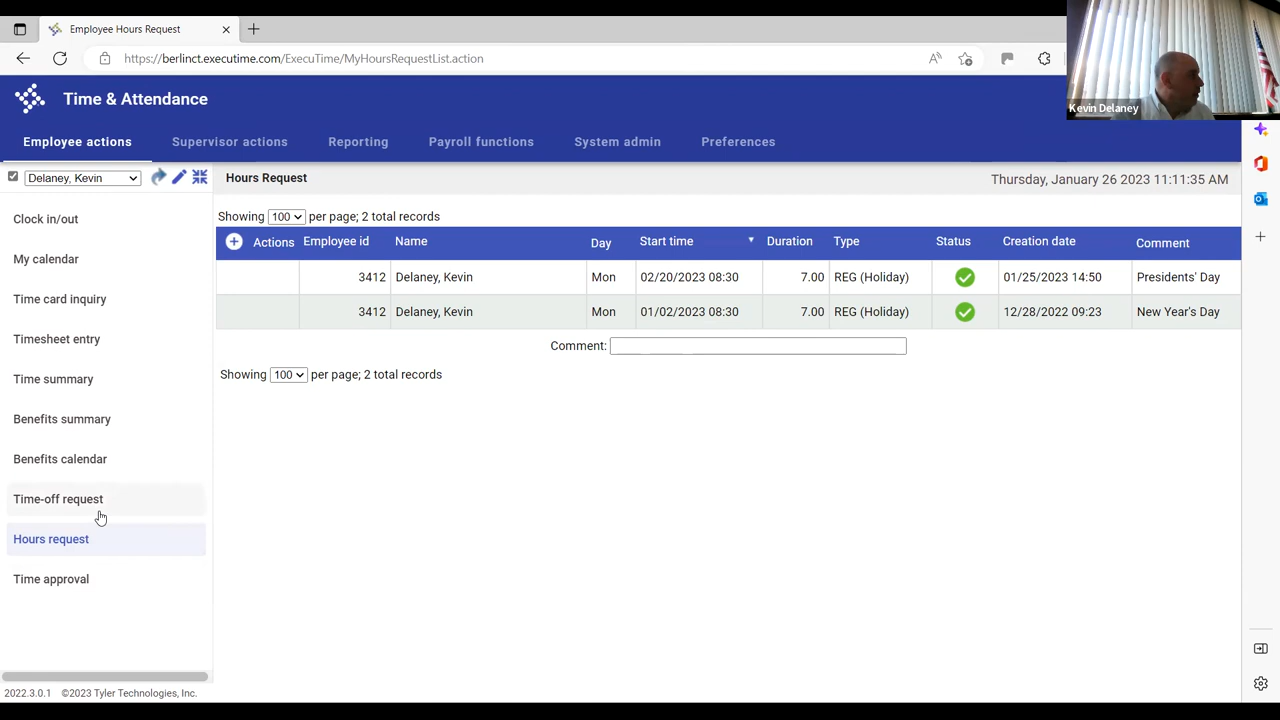 Employee Hours Request
https://berlinct.executime.com/ExecuTime/MyHoursRequestList.action
Kevin Delaney
Time & Attendance
Employee actions Supervisor actions Reporting Payroll functions System admin Preferences
Delaney, Kevin
Hours Request Thursday, January 26 2023 11:11:35 AM
Clock in/out
My calendar
Time card inquiry
Timesheet entry
Time summary
Benefits summary
Benefits calendar
Time-off request
Hours request
Time approval
Showing 100 per page; 2 total records
Actions Employee id Name Day Start time Duration Type Status Creation date Comment
3412 Delaney, Kevin Mon 02/20/2023 08:30 7.00 REG (Holiday) 01/25/2023 14:50 Presidents' Day
3412 Delaney, Kevin Mon 01/02/2023 08:30 7.00 REG (Holiday) 12/28/2022 09:23 New Year's Day
Comment:
Showing 100 per page; 2 total records
2022.3.0.1 ©2023 Tyler Technologies, Inc.